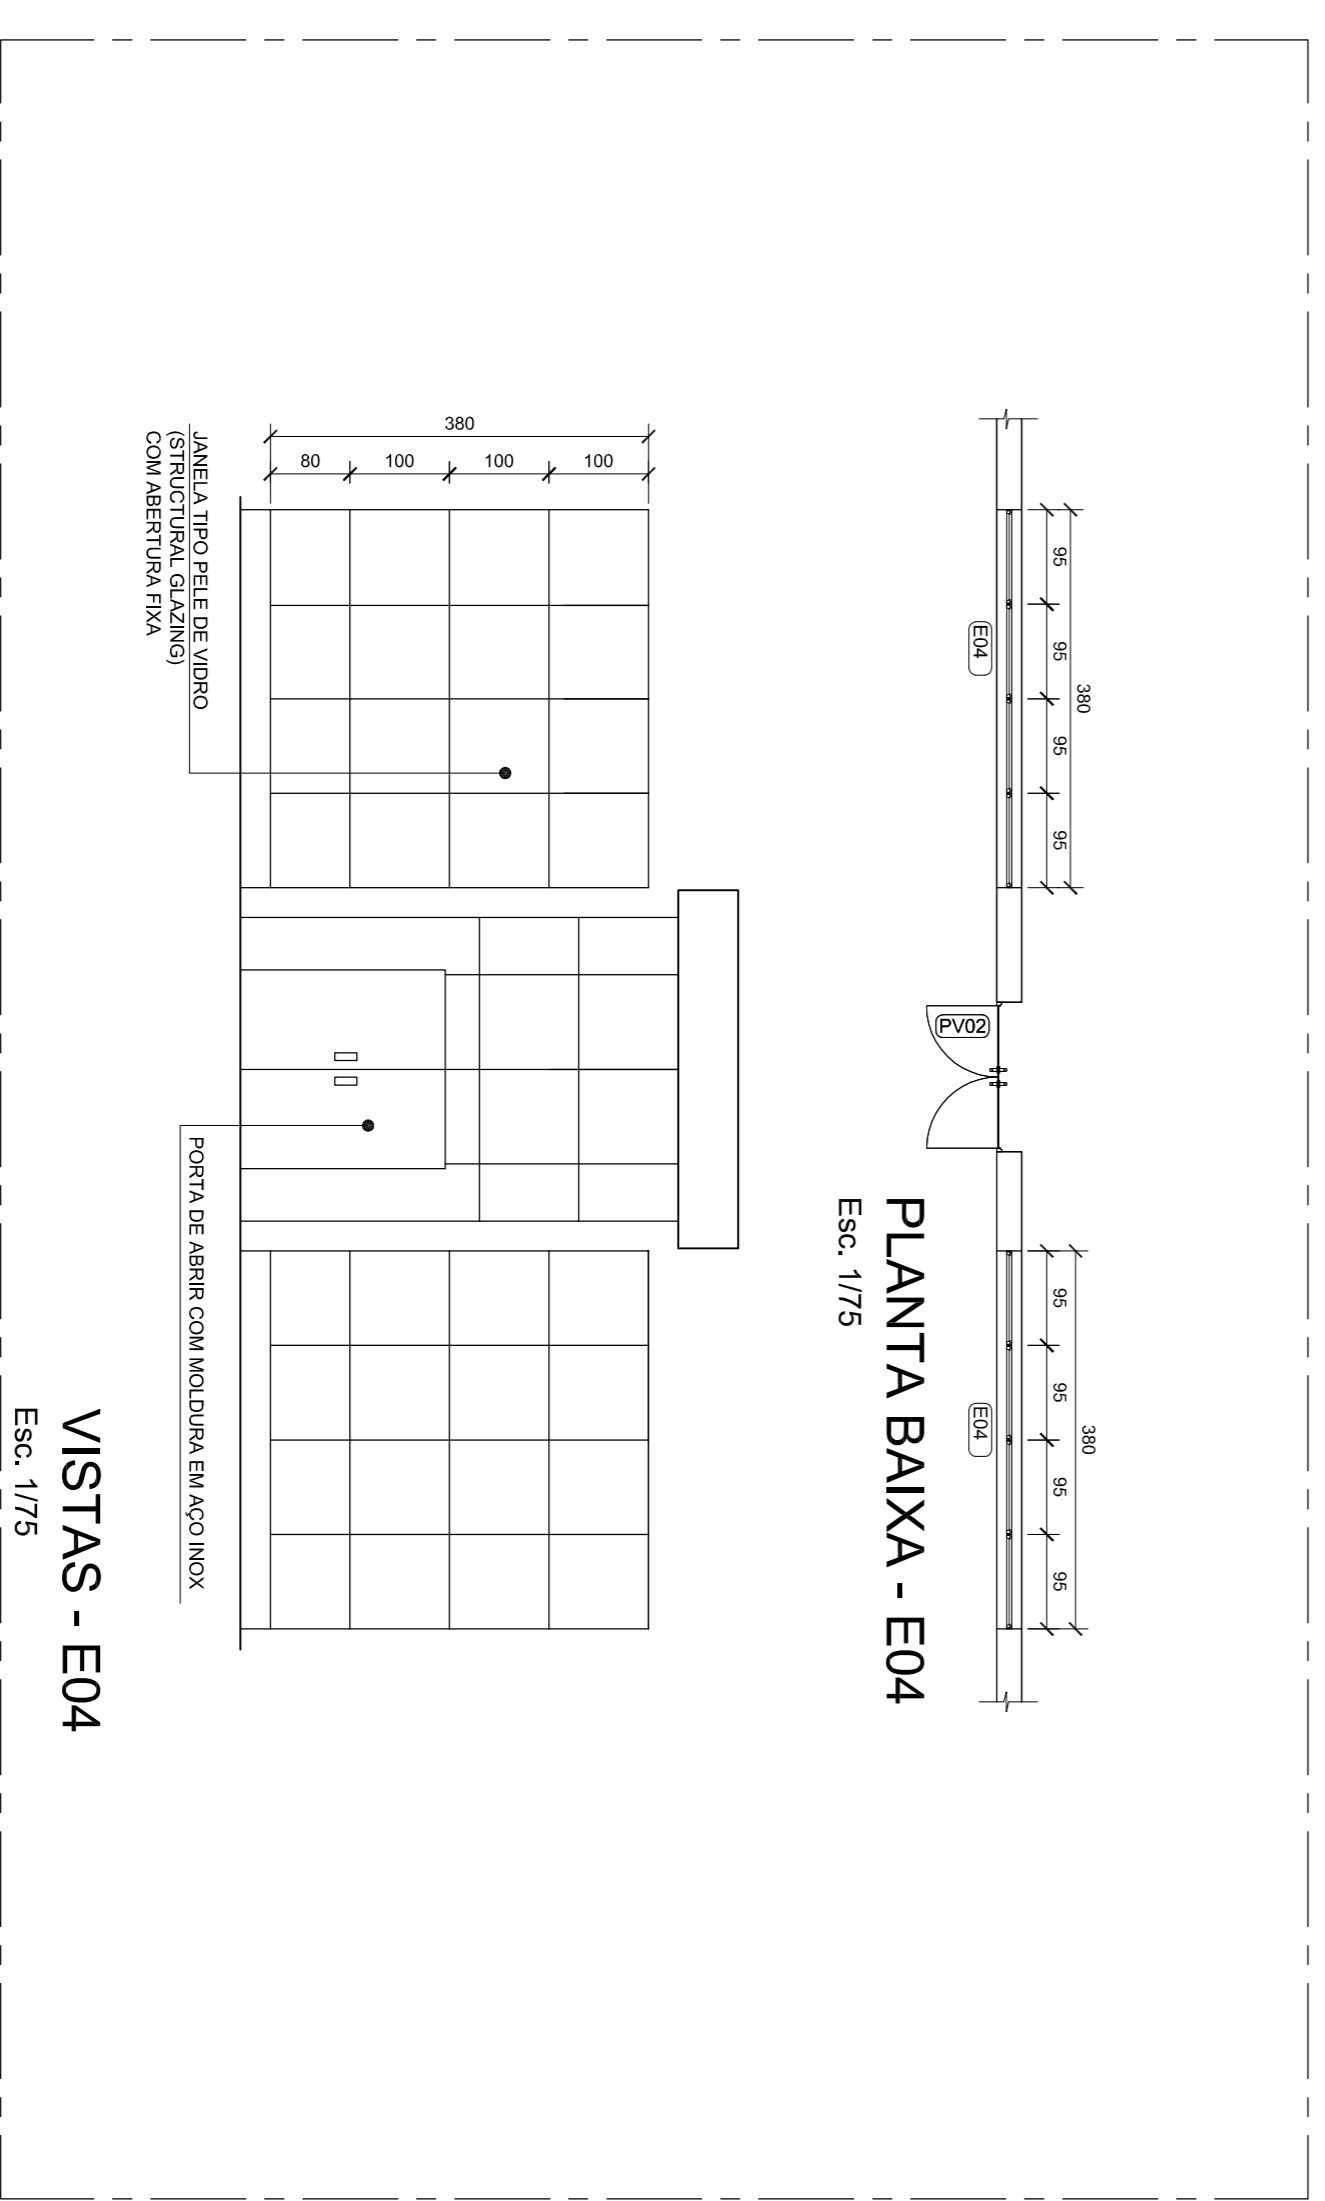 380
95
95
95
95
E04
PV02
380
95
95
95
95
E04
PLANTA BAIXA - E04
Esc. 1/75
380
80
100
100
100
JANELA TIPO PELE DE VIDRO
(STRUCTURAL GLAZING)
COM ABERTURA FIXA
PORTA DE ABRIR COM MOLDURA EM AÇO INOX
VISTAS - E04
Esc. 1/75